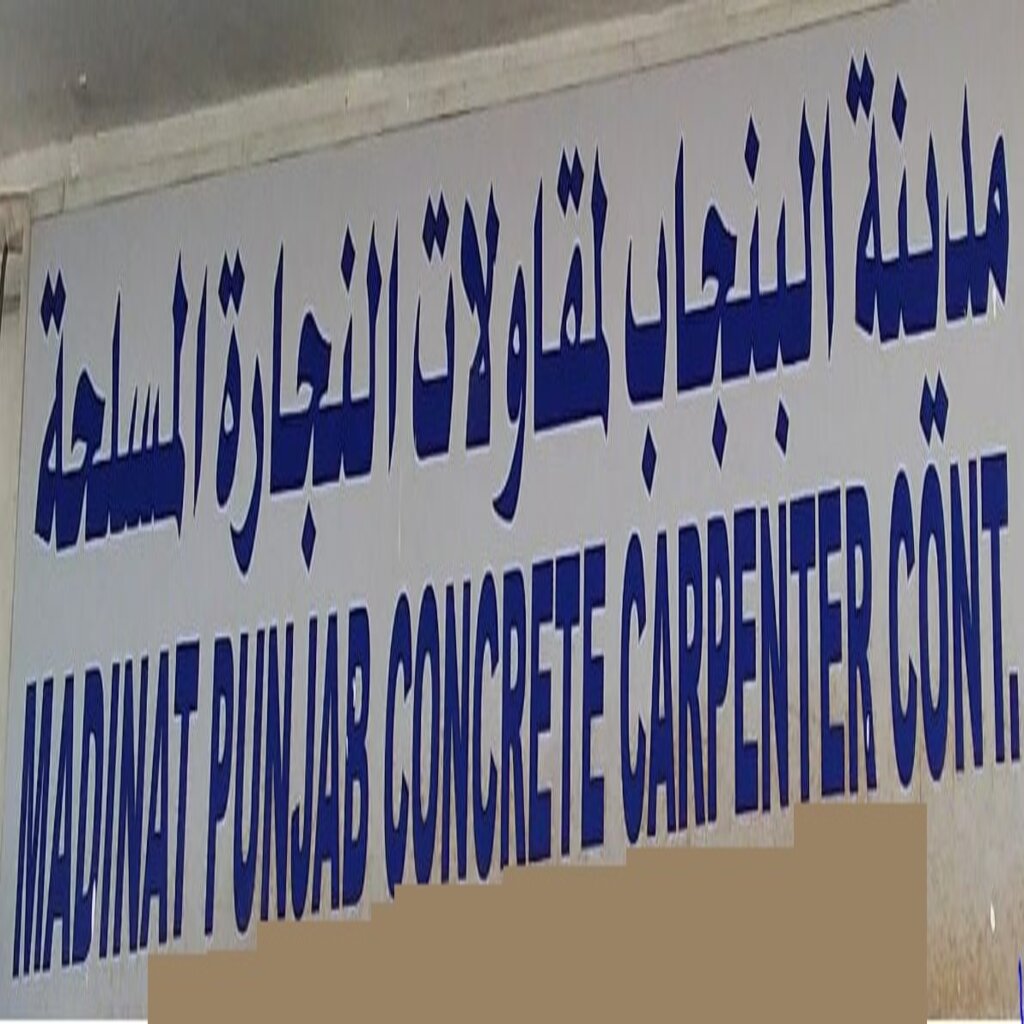 مدينة البنجاب لمقاولات النجارة المسلحة
MADINAT PUNJAB CONCRETE CARPENTER CONT.